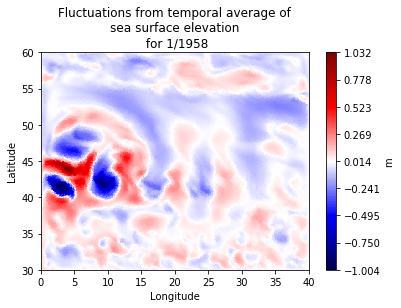 Fluctuations from temporal average of
sea surface elevation
for 1/1958
60
55
50
45
40
35
30
Latitude
0 5 10 15 20 25 30 35 40
Longitude
1.032
0.778
0.523
0.269
0.014
−0.241
−0.495
−0.750
−1.004
m